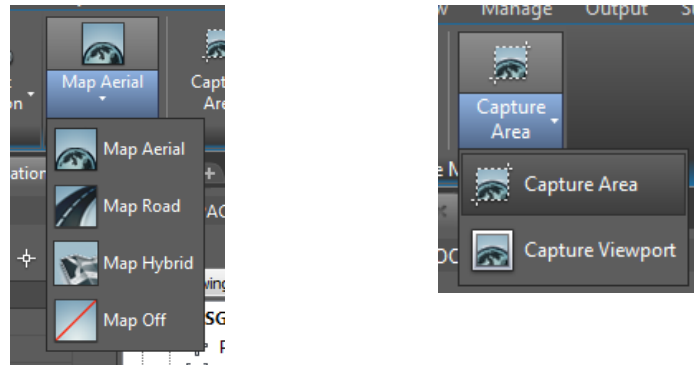 Map Aerial
Map Aerial
Map Road
Map Hybrid
Map Off
Manage Output
Capture
Area
Capture Area
Capture Viewport